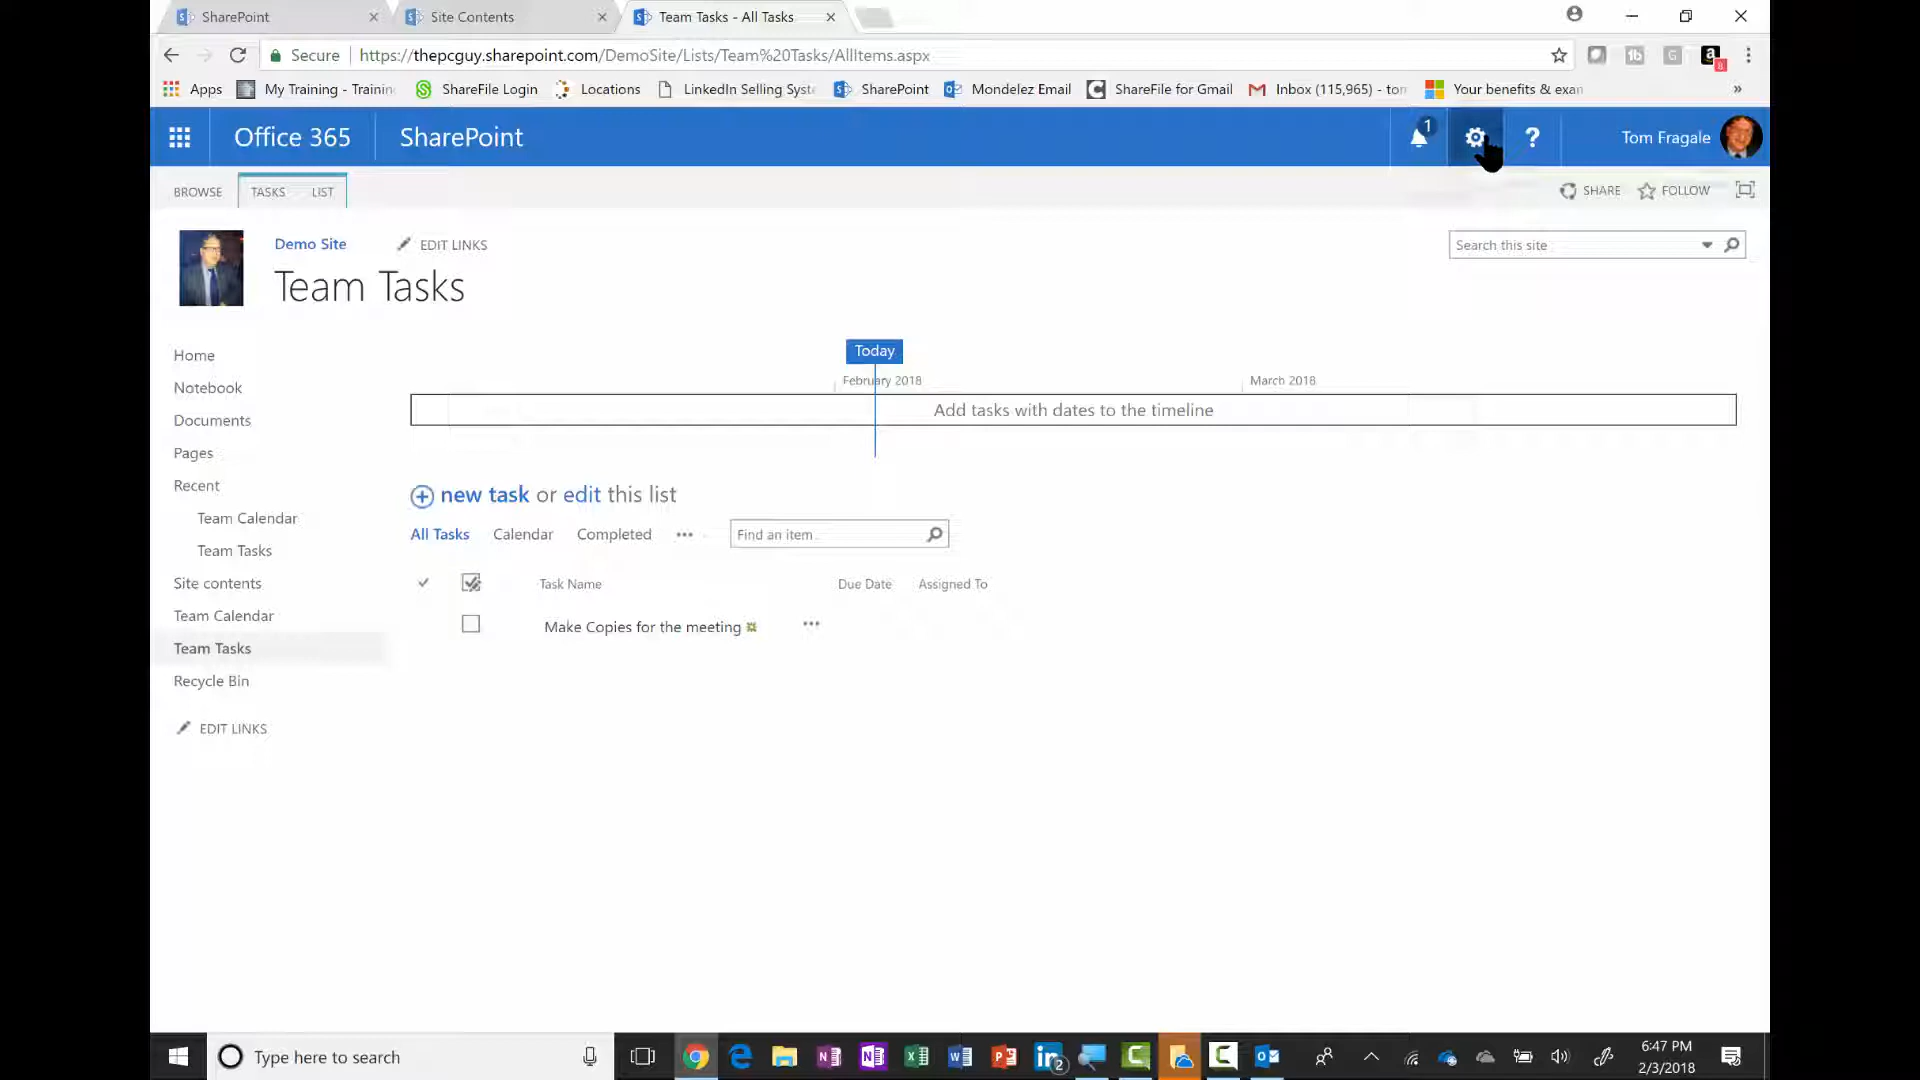 SharePoint
Site Contents
Team Tasks - All Tasks
Secure
https://thepcguy.sharepoint.com/DemoSite/Lists/Team%20Tasks/AllItems.aspx
Apps
My Training - Trainin
ShareFile Login
Locations
LinkedIn Selling Syst
SharePoint
Mondelez Email
ShareFile for Gmail
Inbox (115,965) - ton
Your benefits & exan
»
Office 365
SharePoint
1
?
Tom Fragale
BROWSE
TASKS
LIST
SHARE
FOLLOW
Demo Site
EDIT LINKS
Search this site
Team Tasks
Today
February 2018
March 2018
Add tasks with dates to the timeline
Home
Notebook
Documents
Pages
Recent
Team Calendar
Team Tasks
Site contents
Team Calendar
Team Tasks
Recycle Bin
EDIT LINKS
new task or edit this list
All Tasks
Calendar
Completed
Find an item
Task Name
Due Date
Assigned To
Make Copies for the meeting
Type here to search
2
6:47 PM
2/3/2018